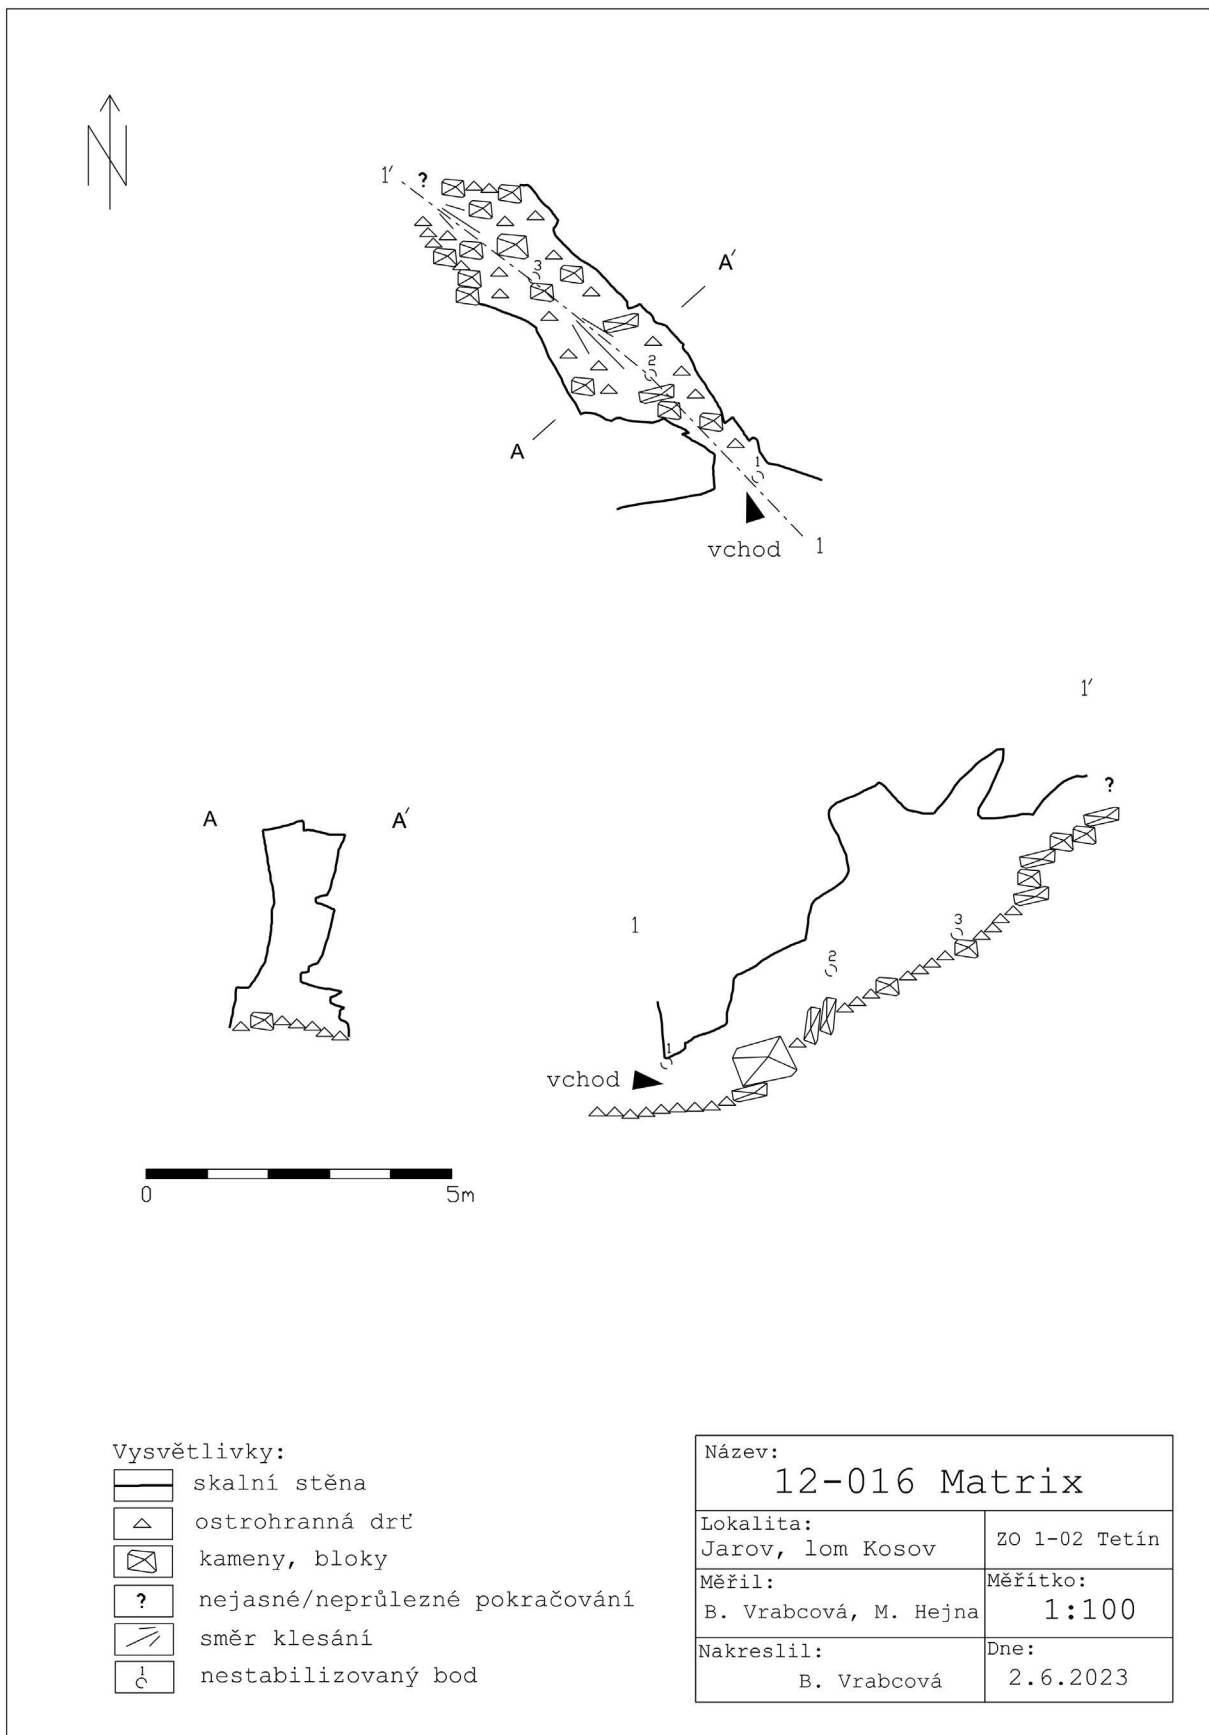 N
1′
?
A′
3
2
A
1
vchod
1
1′
?
A
A′
3
1
2
1
vchod
0
5m
Vysvětlivky:
skalní stěna
ostrohranná drť
kameny, bloky
?
nejasné/neprůlezné pokračování
směr klesání
1
nestabilizovaný bod
Název:
12-016 Matrix
Lokalita:
Jarov, lom Kosov
ZO 1-02 Tetín
Měřil:
B. Vrabcová, M. Hejna
Měřítko:
1:100
Nakreslil:
B. Vrabcová
Dne:
2.6.2023